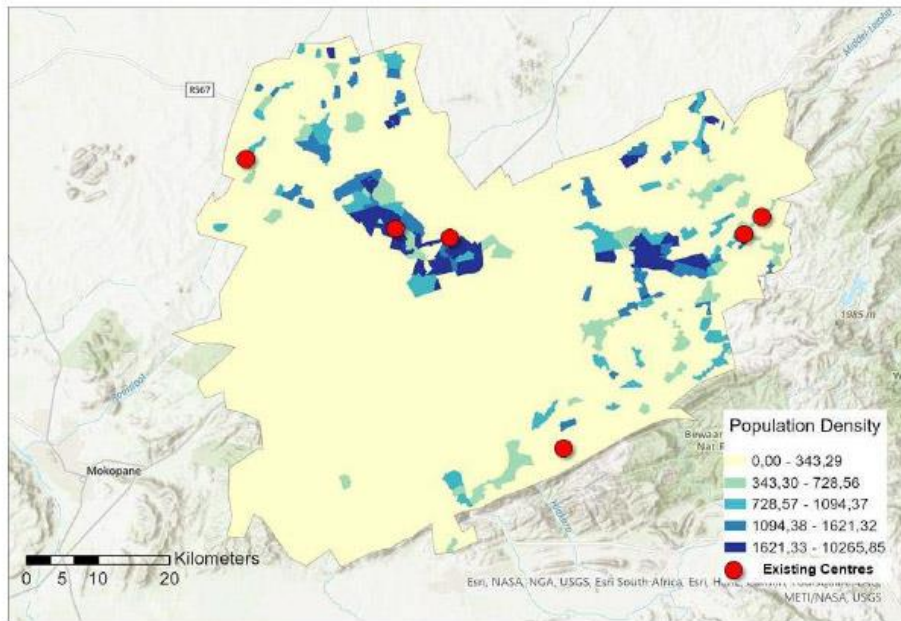 R567
Mokopane
1985 m
Population Density
0,00 - 343,29
343,30 - 728,56
728,57 - 1094,37
1094,38 - 1621,32
1621,33 - 10265,85
Existing Centres
Kilometers
0 5 10 20
Esri, NASA, NGA, USGS, Esri South Africa, Esri,
METI/NASA, USGS